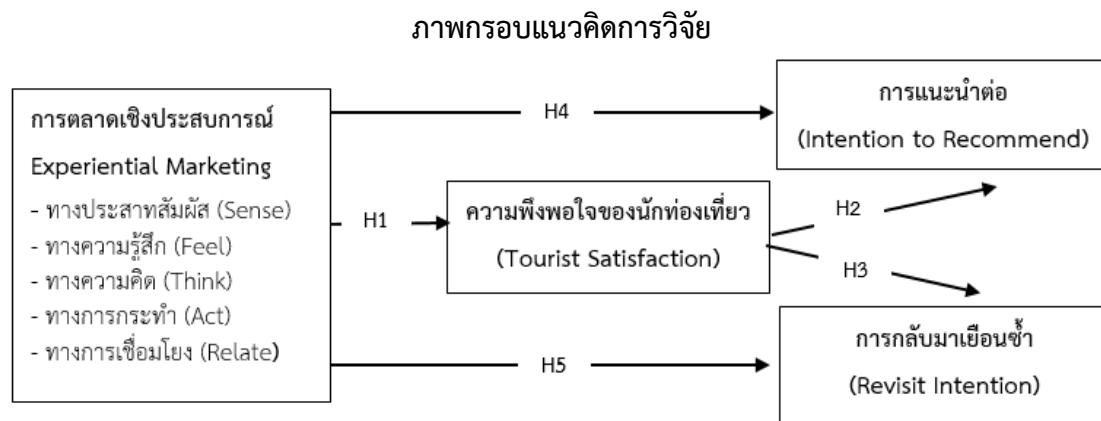 ภาพกรอบแนวคิดการวิจัย
การตลาดเชิงประสบการณ์
Experiential Marketing
- ทางประสาทสัมผัส (Sense)
- ทางความรู้สึก (Feel)
- ทางความคิด (Think)
- ทางการกระทำ (Act)
- ทางการเชื่อมโยง (Relate)
H4
H1
H5
ความพึงพอใจของนักท่องเที่ยว
(Tourist Satisfaction)
H2
H3
การแนะนำต่อ
(Intention to Recommend)
การกลับมาเยือนซ้ำ
(Revisit Intention)